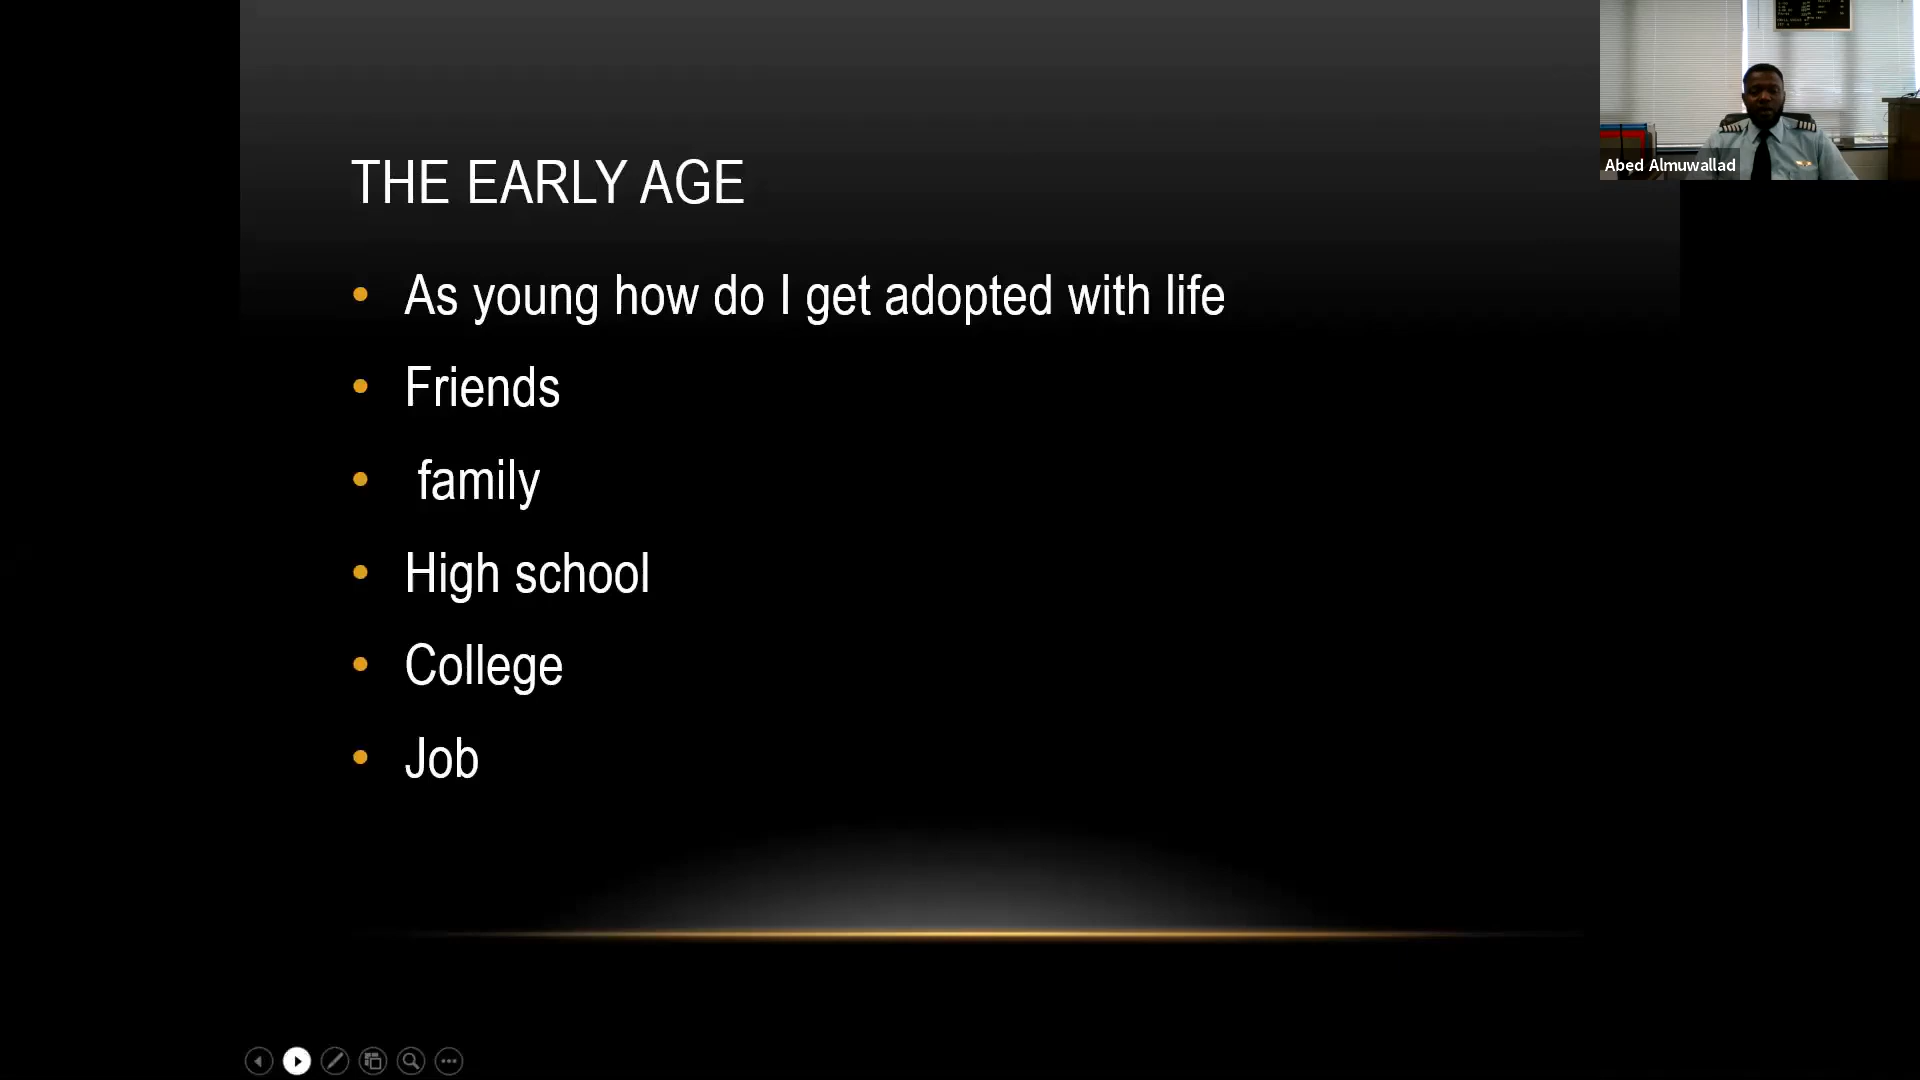 THE EARLY AGE
As young how do I get adopted with life
Friends
family
High school
College
Job
Abed Almuwallad